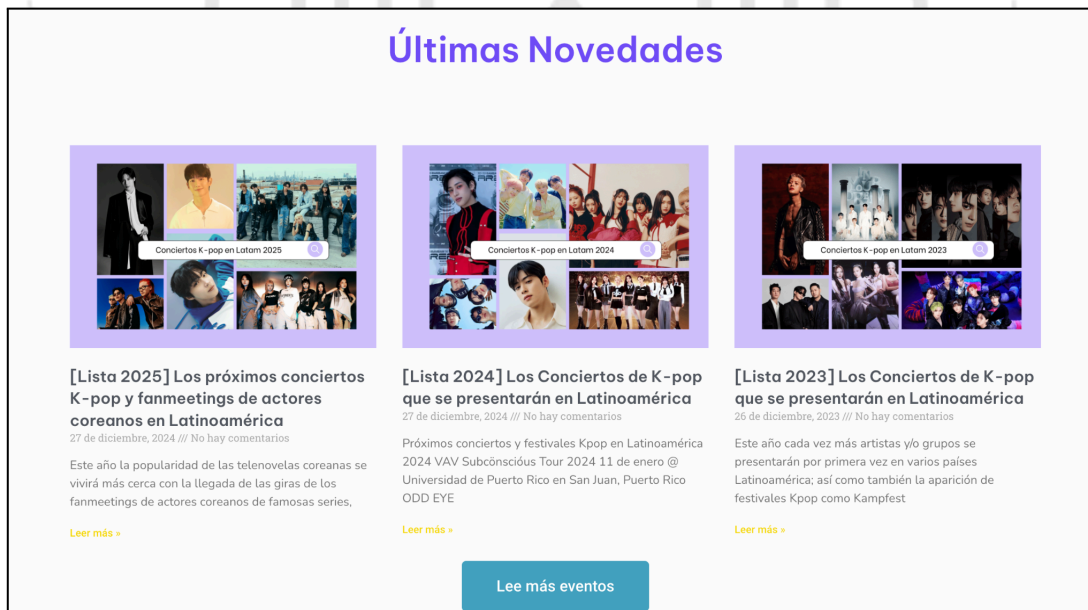 Últimas Novedades
Conciertos K-pop en Latam 2025
[Lista 2025] Los próximos conciertos
K-pop y fanmeetings de actores
coreanos en Latinoamérica
27 de diciembre, 2024 /// No hay comentarios
Este año la popularidad de las telenovelas coreanas se
vivirá más cerca con la llegada de las giras de los
fanmeetings de actores coreanos de famosas series,
Leer más »
Conciertos K-pop en Latam 2024
[Lista 2024] Los Conciertos de K-pop
que se presentarán en Latinoamérica
27 de diciembre, 2024 /// No hay comentarios
Próximos conciertos y festivales Kpop en Latinoamérica
2024 VAV Subcönscióus Tour 2024 11 de enero @
Universidad de Puerto Rico en San Juan, Puerto Rico
ODD EYE
Leer más »
Conciertos K-pop en Latam 2023
[Lista 2023] Los Conciertos de K-pop
que se presentarán en Latinoamérica
26 de diciembre, 2023 /// No hay comentarios
Este año cada vez más artistas y/o grupos se
presentarán por primera vez en varios países
Latinoamérica; así como también la aparición de
festivales Kpop como Kampfest
Leer más »
Lee más eventos